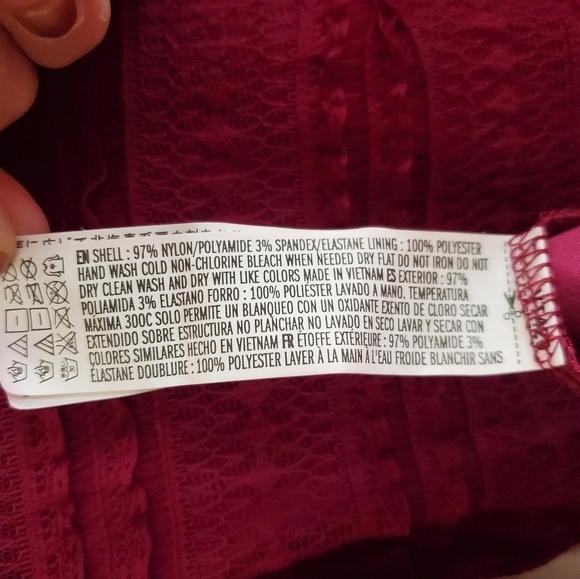 EN SHELL : 97% NYLON/POLYAMIDE 3% SPANDEX/ELASTANE LINING : 100% POLYESTER
HAND WASH COLD NON-CHLORINE BLEACH WHEN NEEDED DRY FLAT DO NOT IRON DO NOT
DRY CLEAN WASH AND DRY WITH LIKE COLORS MADE IN VIETNAM ES EXTERIOR : 97%
POLIAMIDA 3% ELASTANO FORRO : 100% POLIÉSTER LAVADO A MANO. TEMPERATURA
MÁXIMA 300C SOLO PERMITE UN BLANQUEO CON UN OXIDANTE EXENTO DE CLORO SECAR
EXTENDIDO SOBRE ESTRUCTURA NO PLANCHAR NO LAVADO EN SECO LAVAR Y SECAR CON
COLORES SIMILARES HECHO EN VIETNAM FR ÉTOFFE EXTÉRIEURE : 97% POLYAMIDE 3%
ÉLASTANE DOUBLURE : 100% POLYESTER LAVER À LA MAIN À L'EAU FROIDE BLANCHIR SANS